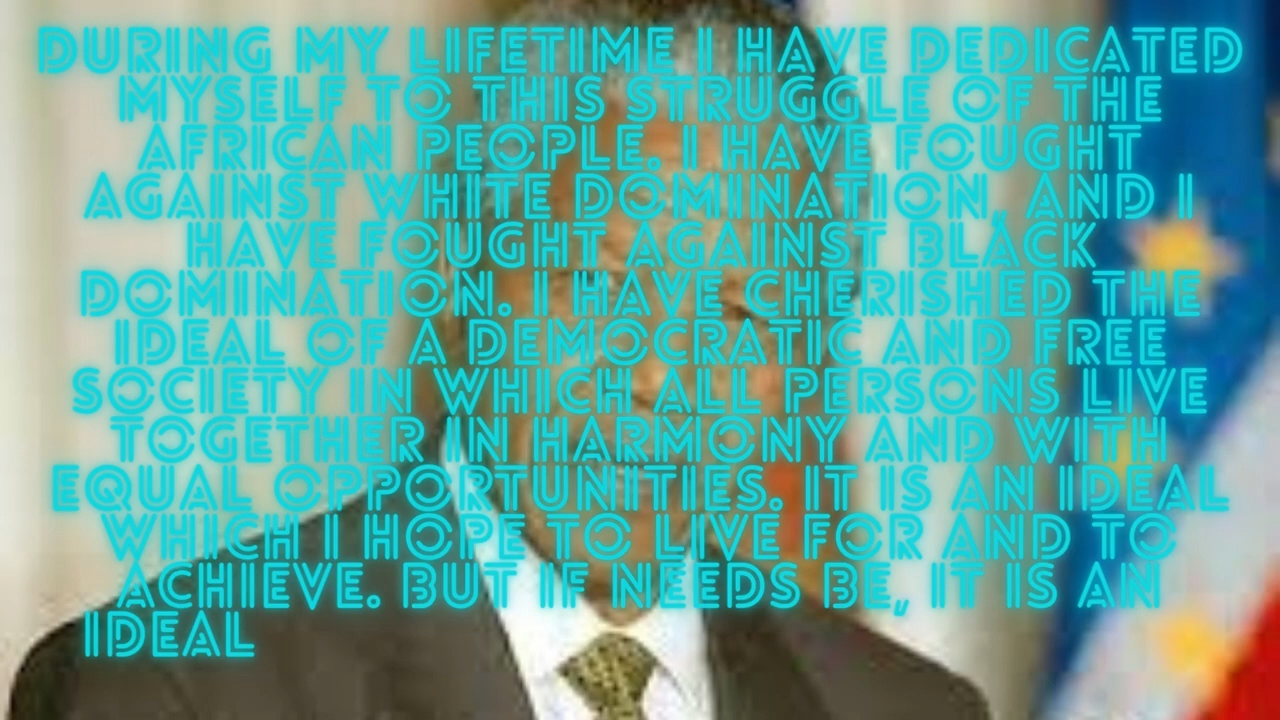 DURING MY LIFETIME I HAVE DEDICATED
MYSELF TO THIS STRUGGLE OF THE
AFRICAN PEOPLE. I HAVE FOUGHT
AGAINST WHITE DOMINATION, AND I
HAVE FOUGHT AGAINST BLACK
DOMINATION. I HAVE CHERISHED THE
IDEAL OF A DEMOCRATIC AND FREE
SOCIETY IN WHICH ALL PERSONS LIVE
TOGETHER IN HARMONY AND WITH
EQUAL OPPORTUNITIES. IT IS AN IDEAL
WHICH I HOPE TO LIVE FOR AND TO
ACHIEVE. BUT IF NEEDS BE, IT IS AN
IDEAL